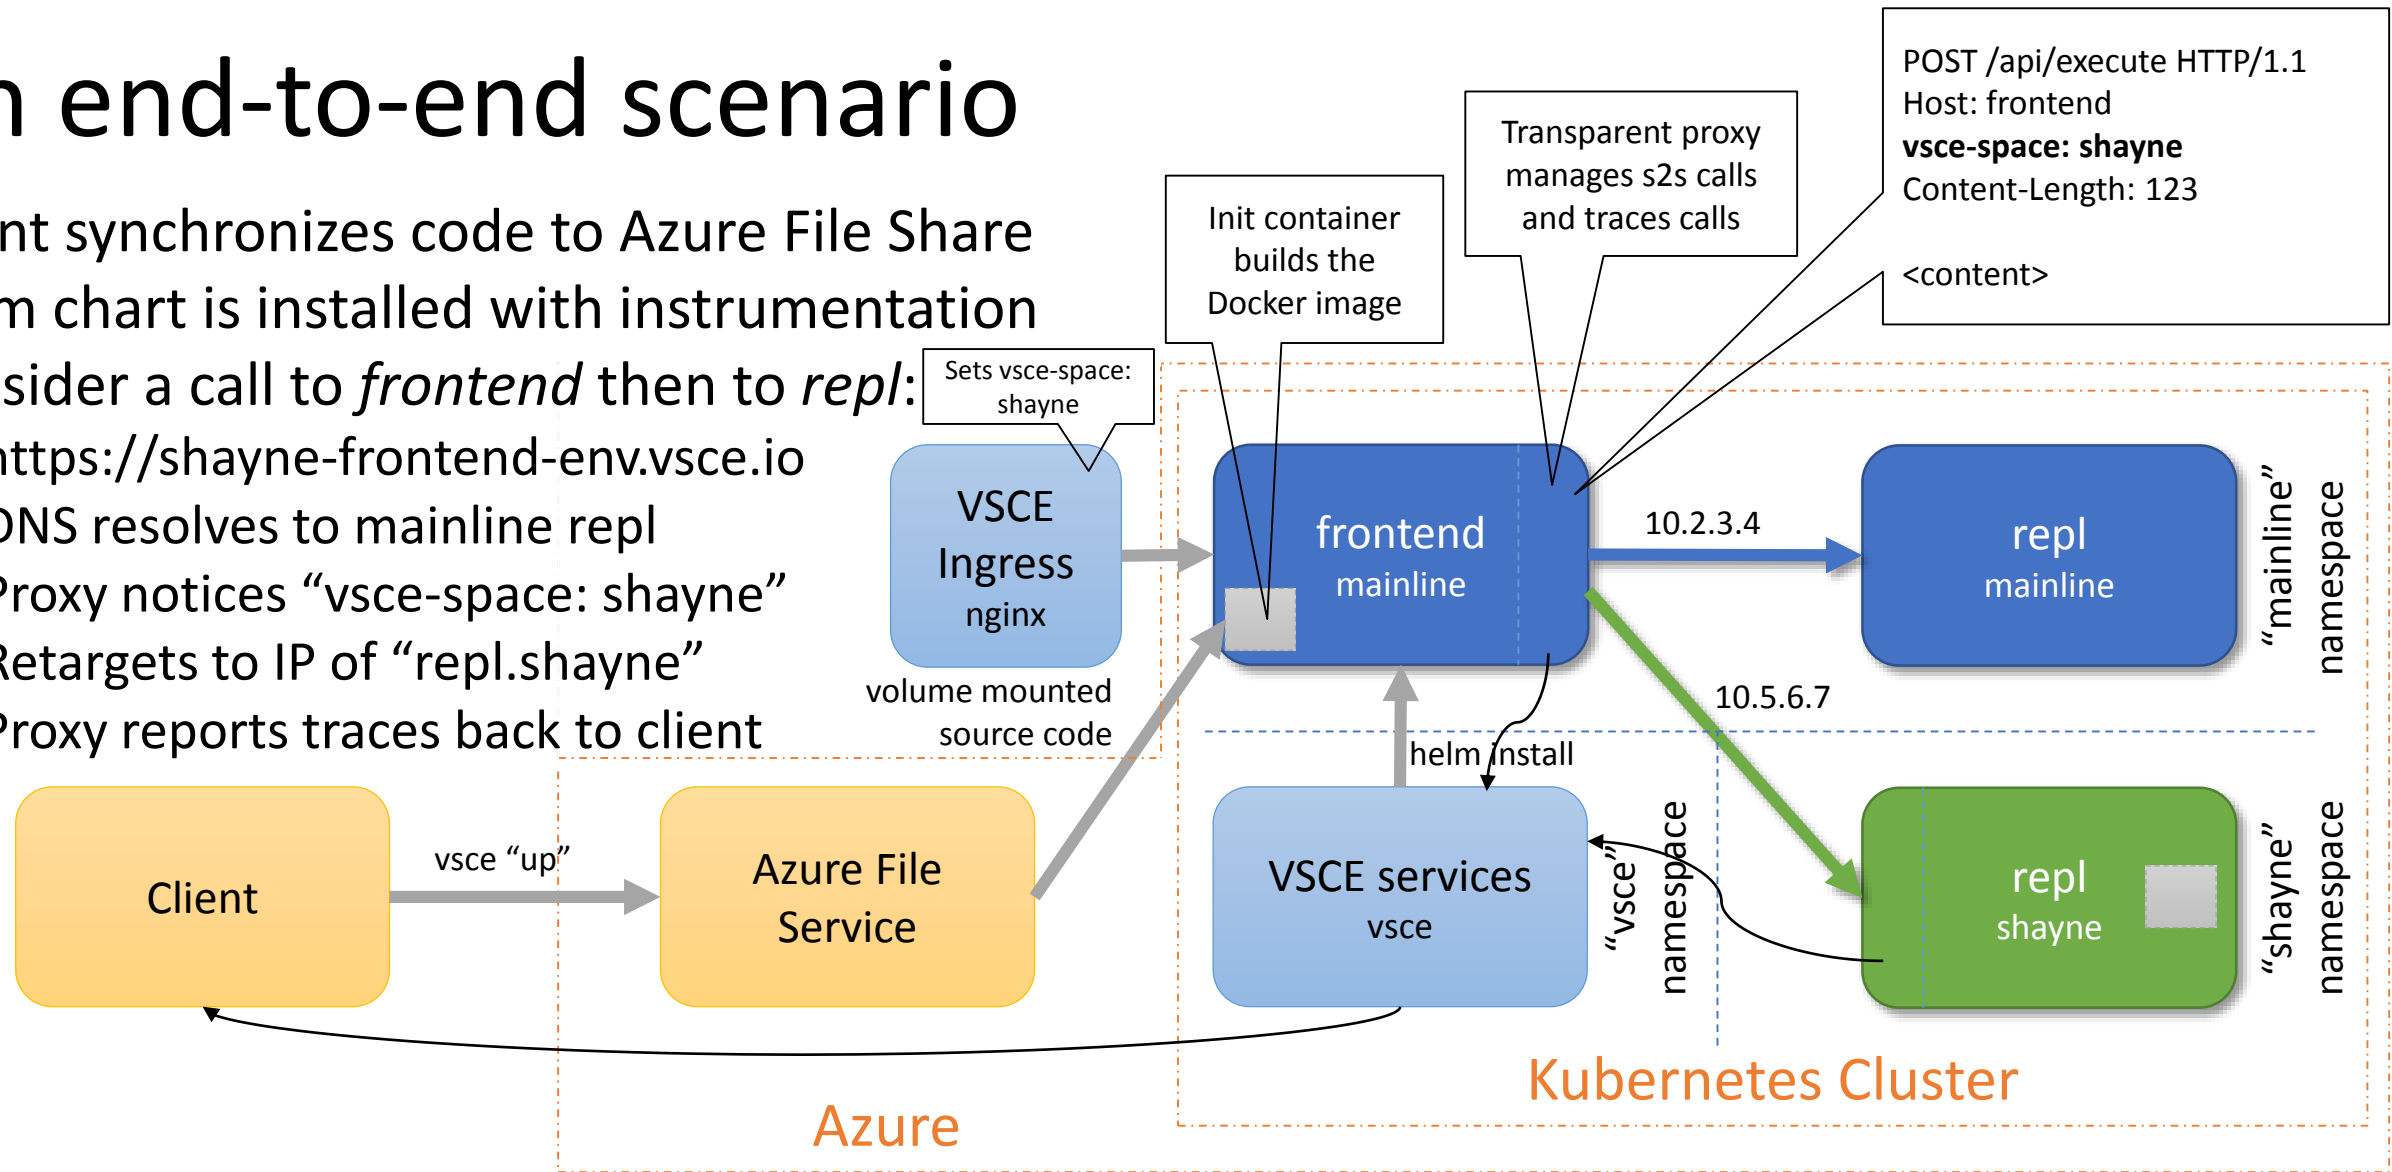 n end-to-end scenario
nt synchronizes code to Azure File Share
m chart is installed with instrumentation
sider a call to frontend then to repl:
https://shayne-frontend-env.vsce.io
DNS resolves to mainline repl
Proxy notices “vsce-space: shayne”
Retargets to IP of “repl.shayne”
Proxy reports traces back to client
Sets vsce-space:
shayne
Init container
builds the
Docker image
Transparent proxy
manages s2s calls
and traces calls
POST /api/execute HTTP/1.1
Host: frontend
vsce-space: shayne
Content-Length: 123
<content>
VSCE
Ingress
nginx
frontend
mainline
10.2.3.4
repl
mainline
“mainline”
namespace
volume mounted
source code
10.5.6.7
helm install
Client
vsce “up”
Azure File
Service
VSCE services
vsce
“vsce”
namespace
repl
shayne
“shayne”
namespace
Kubernetes Cluster
Azure